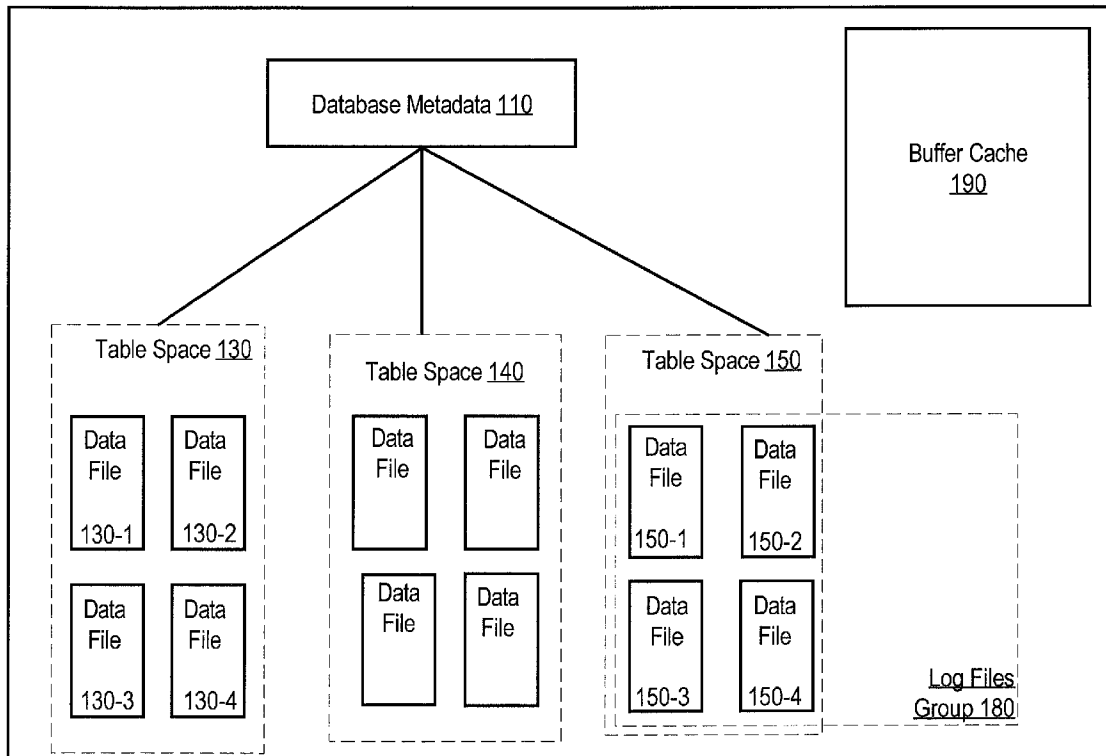 Database Metadata 110
Buffer Cache
190
Table Space 130
Data
File
130-1
Data
File
130-2
Data
File
130-3
Data
File
130-4
Table Space 140
Data
File
Data
File
Data
File
Data
File
Table Space 150
Data
File
150-1
Data
File
150-2
Data
File
150-3
Data
File
150-4
Log Files
Group 180